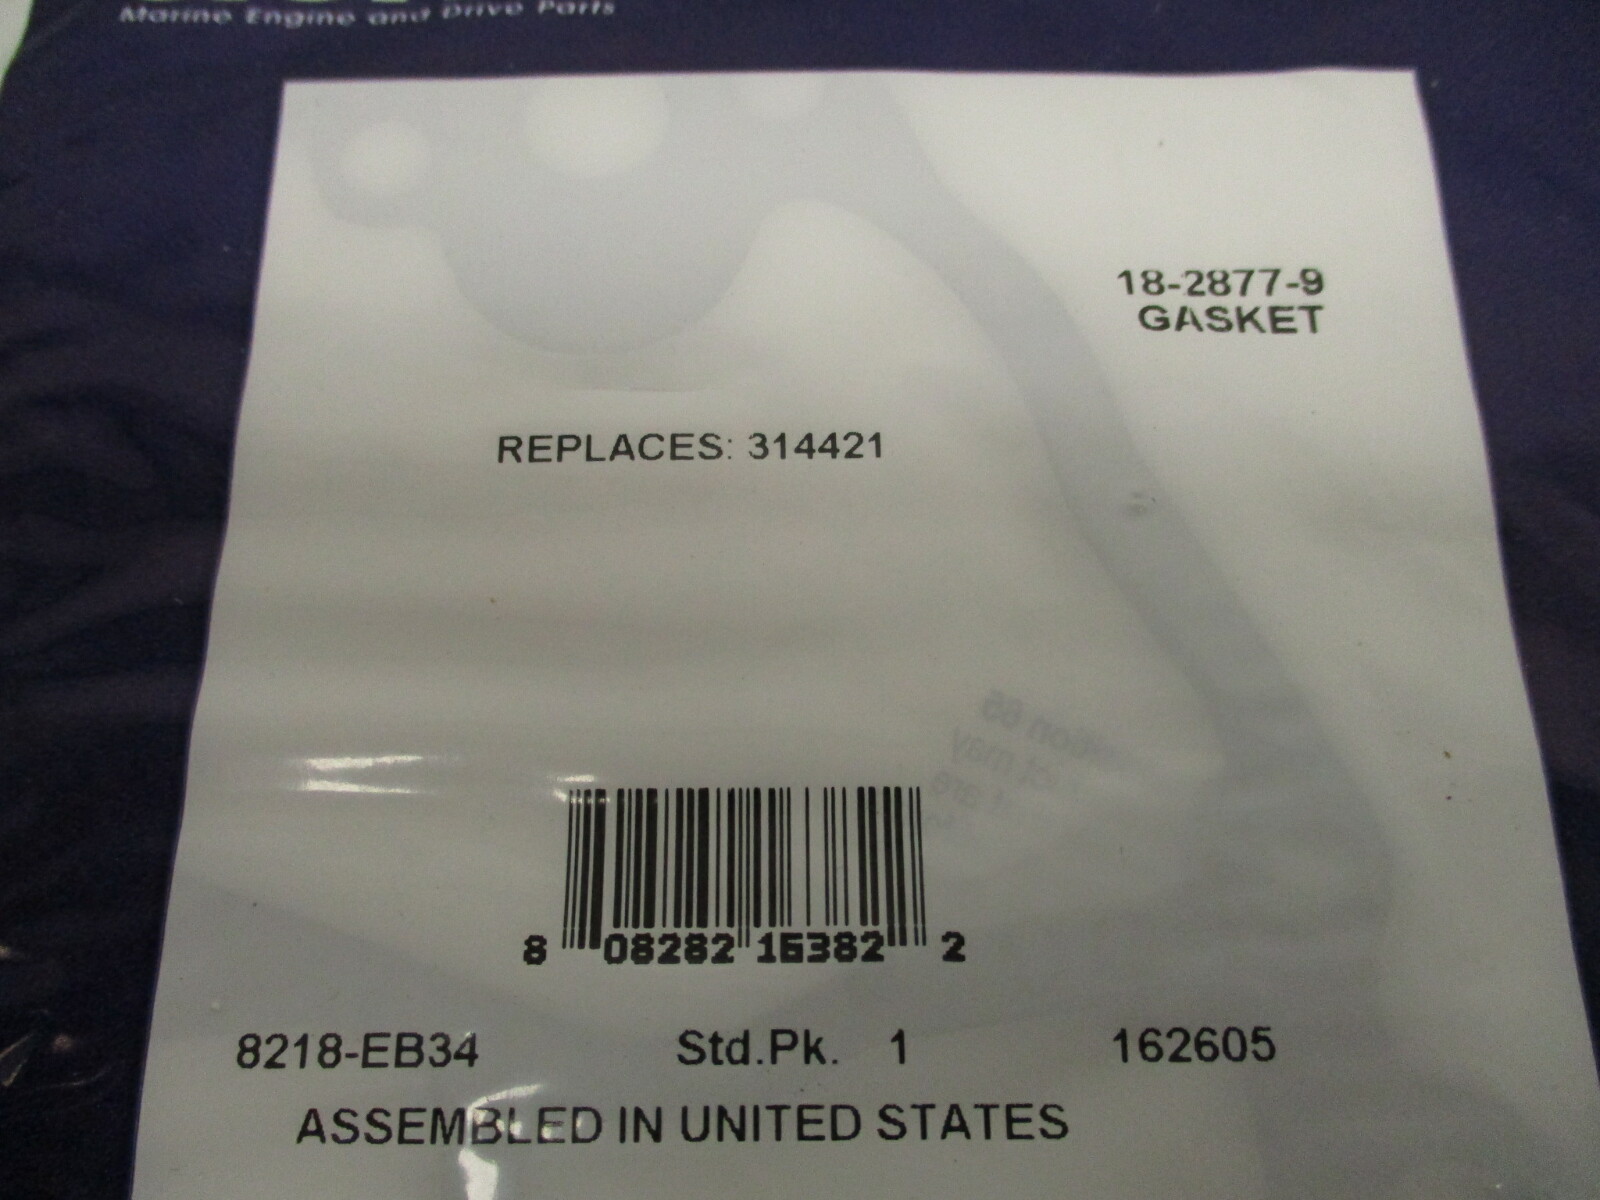 Marine Engine and Drive Parts
18-2877-9
GASKET
REPLACES: 314421
8 08282 16382 2
8218-EB34 Std.Pk. 1 162605
ASSEMBLED IN UNITED STATES